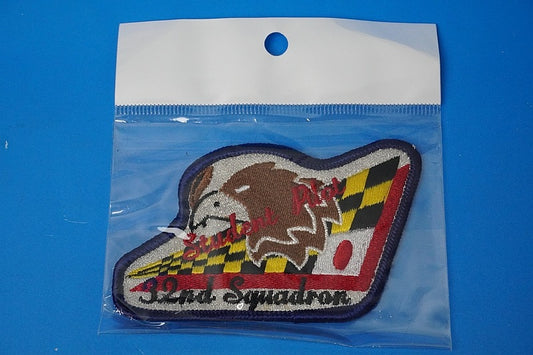 Student Pilot
32nd Squadron